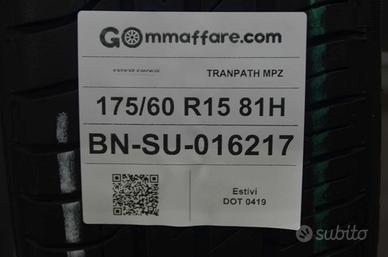 GOmmaffare.com
TRANPATH MPZ
175/60 R15 81H
BN-SU-016217
Estivi
DOT 0419
subito